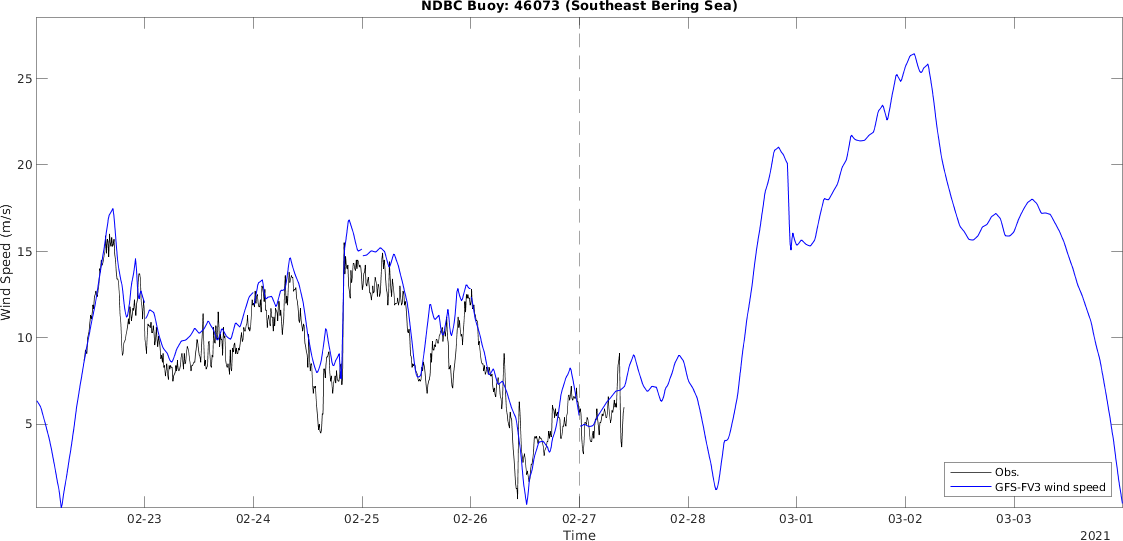 NDBC Buoy: 46073 (Southeast Bering Sea)
Wind Speed (m/s)
25
20
15
10
5
Obs.
GFS-FV3 wind speed
02-23 02-24 02-25 02-26 02-27 02-28 03-01 03-02 03-03
Time
2021